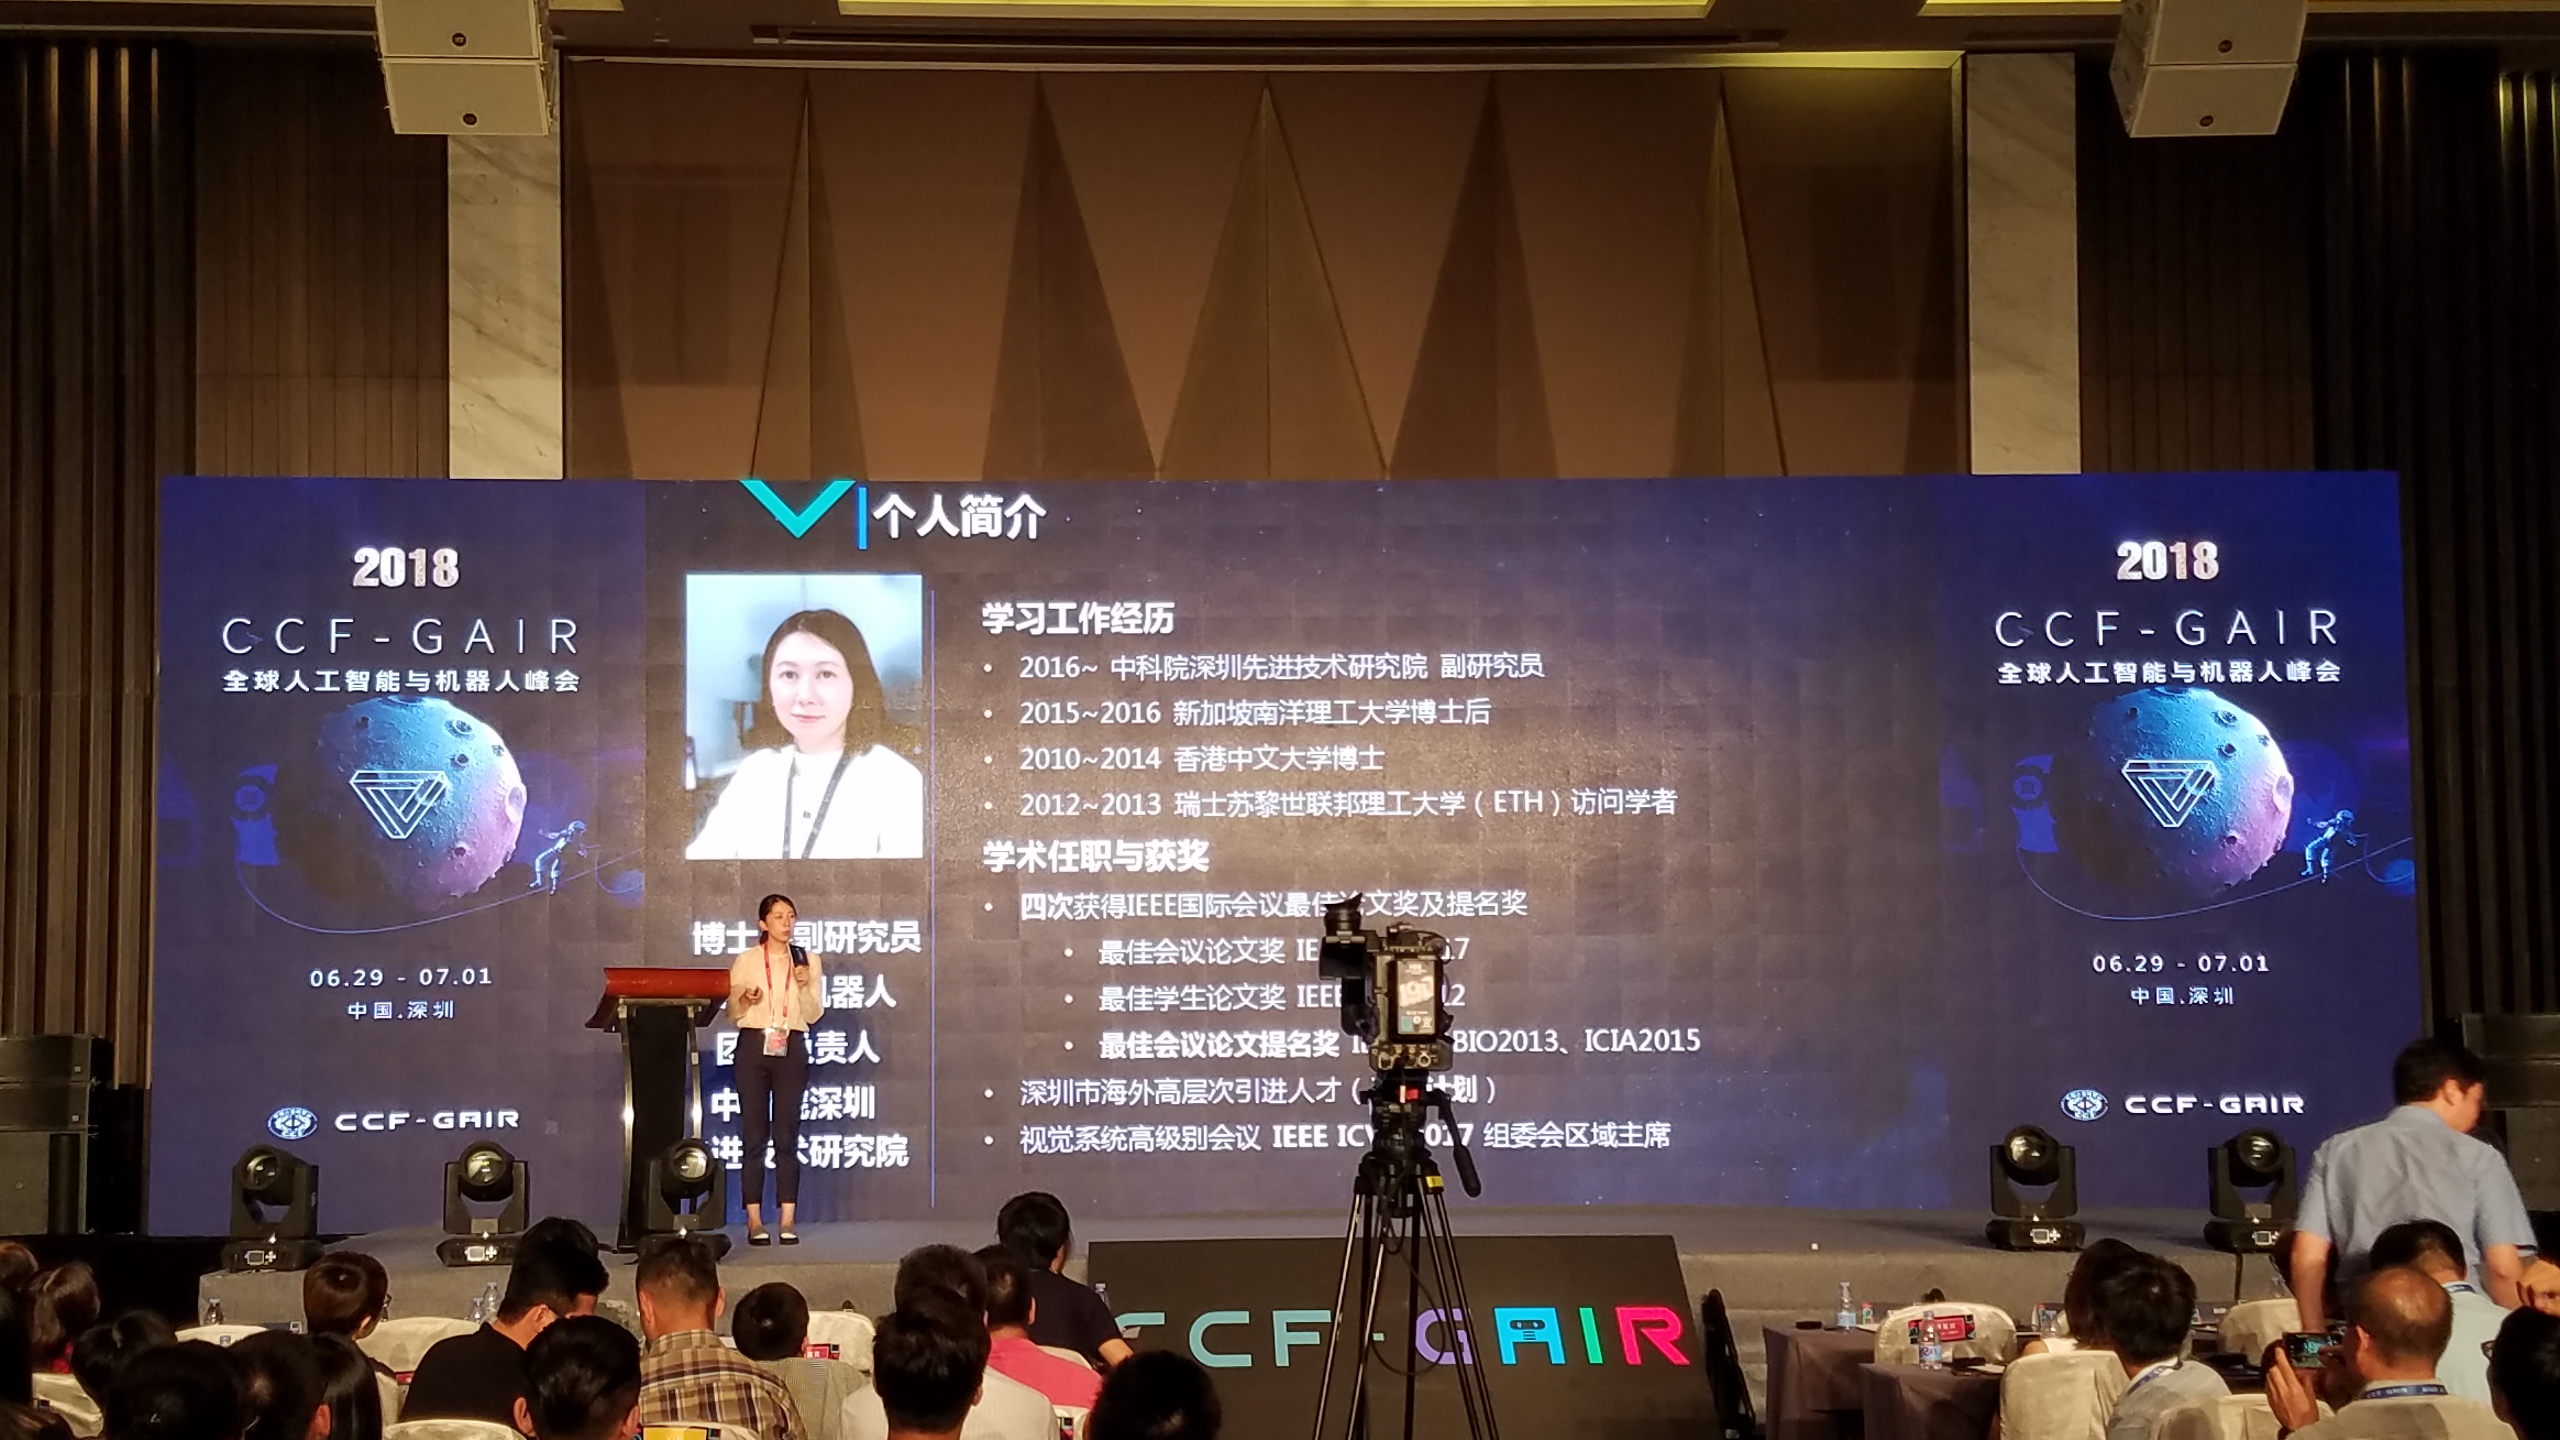 2018
CCF-GAIR
全球人工智能与机器人峰会
06.29 - 07.01
中国.深圳
CCF-GAIR
个人简介
博士 副研究员
机器人
责人
中 深圳
进 术研究院
学习工作经历
• 2016~ 中科院深圳先进技术研究院 副研究员
• 2015~2016 新加坡南洋理工大学博士后
• 2010~2014 香港中文大学博士
• 2012~2013 瑞士苏黎世联邦理工大学（ETH）访问学者
学术任职与获奖
• 四次获得IEEE国际会议最佳论文奖及提名奖
• 最佳会议论文奖
• 最佳学生论文奖 IEEE
• 最佳会议论文提名奖 BIO2013、ICIA2015
• 深圳市海外高层次引进人才（ 计划）
• 视觉系统高级别会议 IEEE 2017 组委会区域主席
2018
CCF-GAIR
全球人工智能与机器人峰会
06.29 - 07.01
中国.深圳
CCF-GAIR
CCF-GAIR